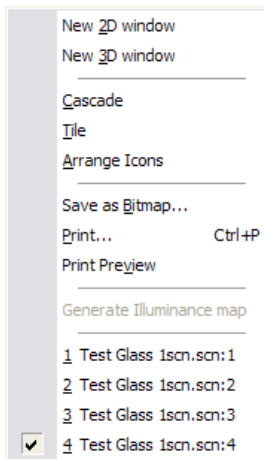 New 2D window
New 3D window
Cascade
Tile
Arrange Icons
Save as Bitmap...
Print... Ctrl+P
Print Preview
Generate Illuminance map
1 Test Glass 1scn.scn:1
2 Test Glass 1scn.scn:2
3 Test Glass 1scn.scn:3
4 Test Glass 1scn.scn:4